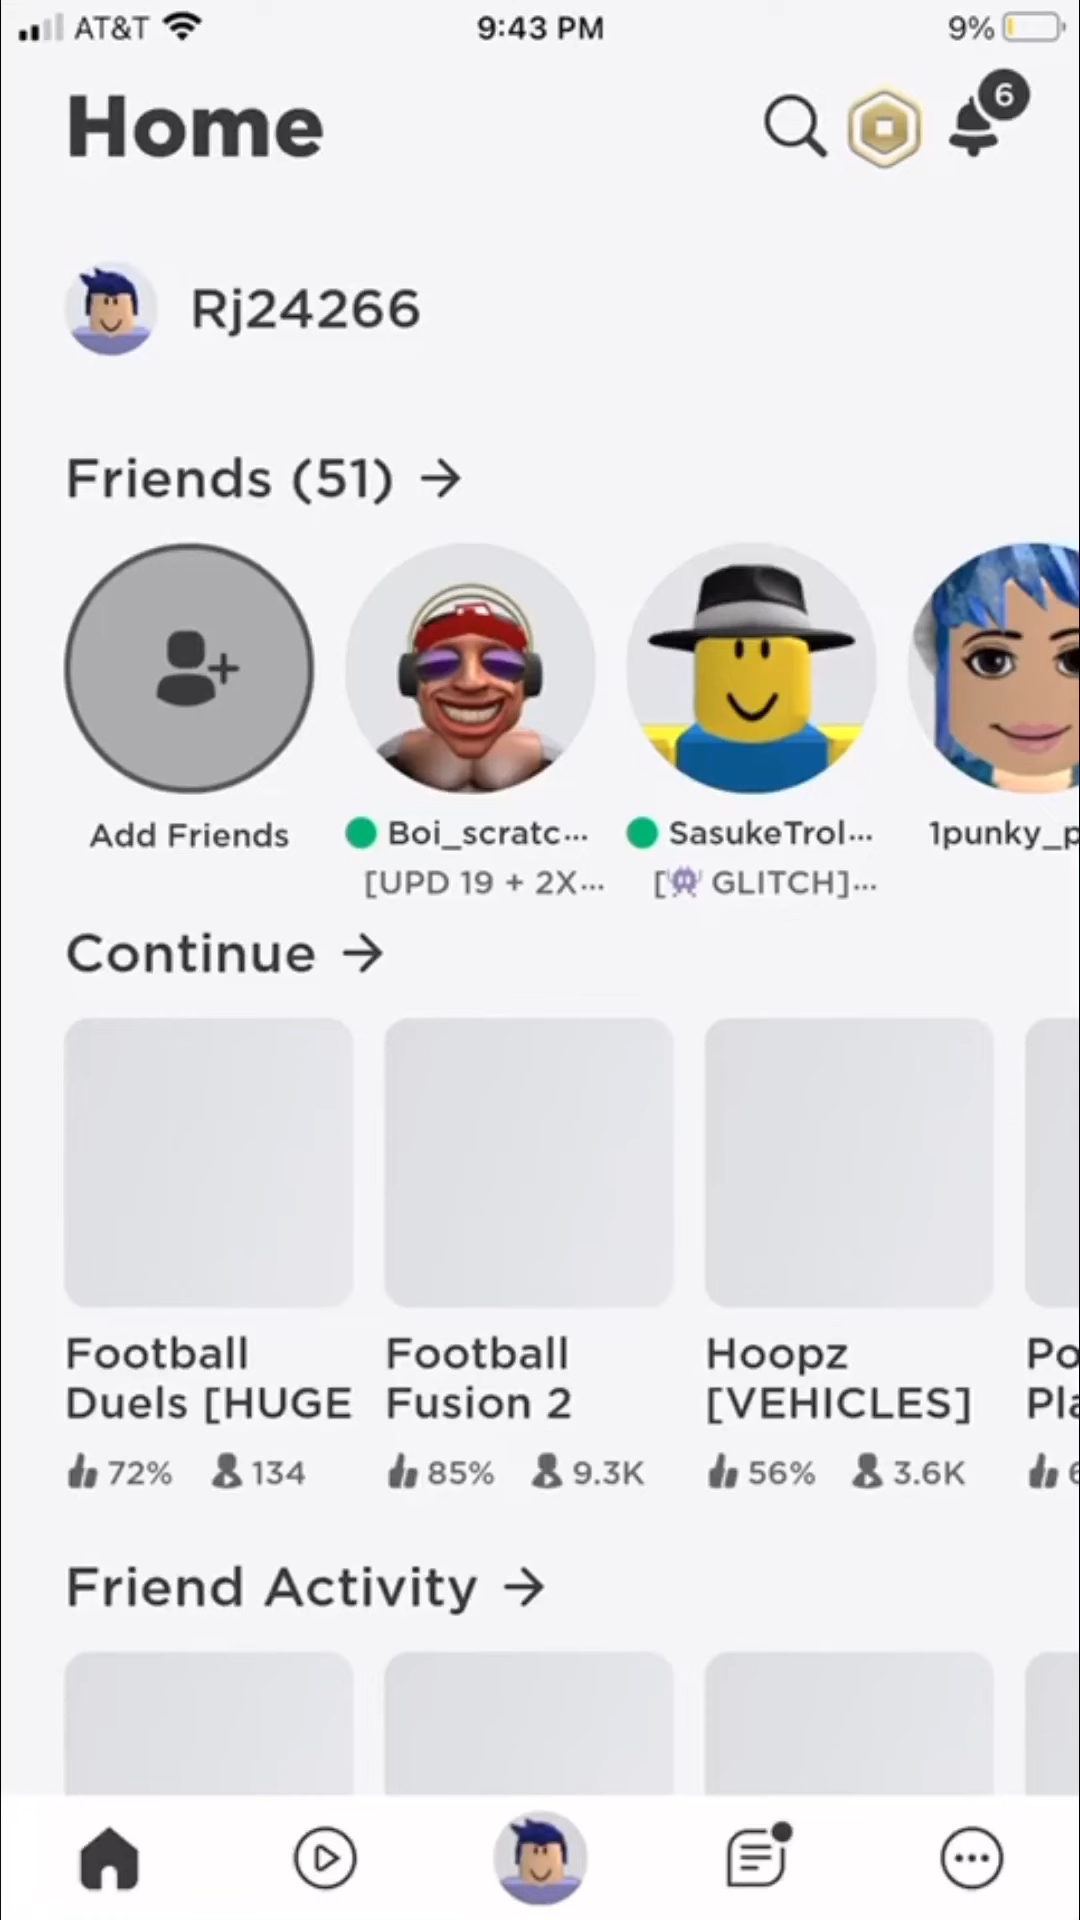 AT&T 9:43 PM 9%
Home 6
Rj24266
Friends (51) →
Add Friends Boi_scratc... SasukeTrol... 1punky_p
[UPD 19 + 2X... [👾 GLITCH]...
Continue →
Football Football Hoopz Po
Duels [HUGE Fusion 2 [VEHICLES] Pla
72% 134 85% 9.3K 56% 3.6K
Friend Activity →